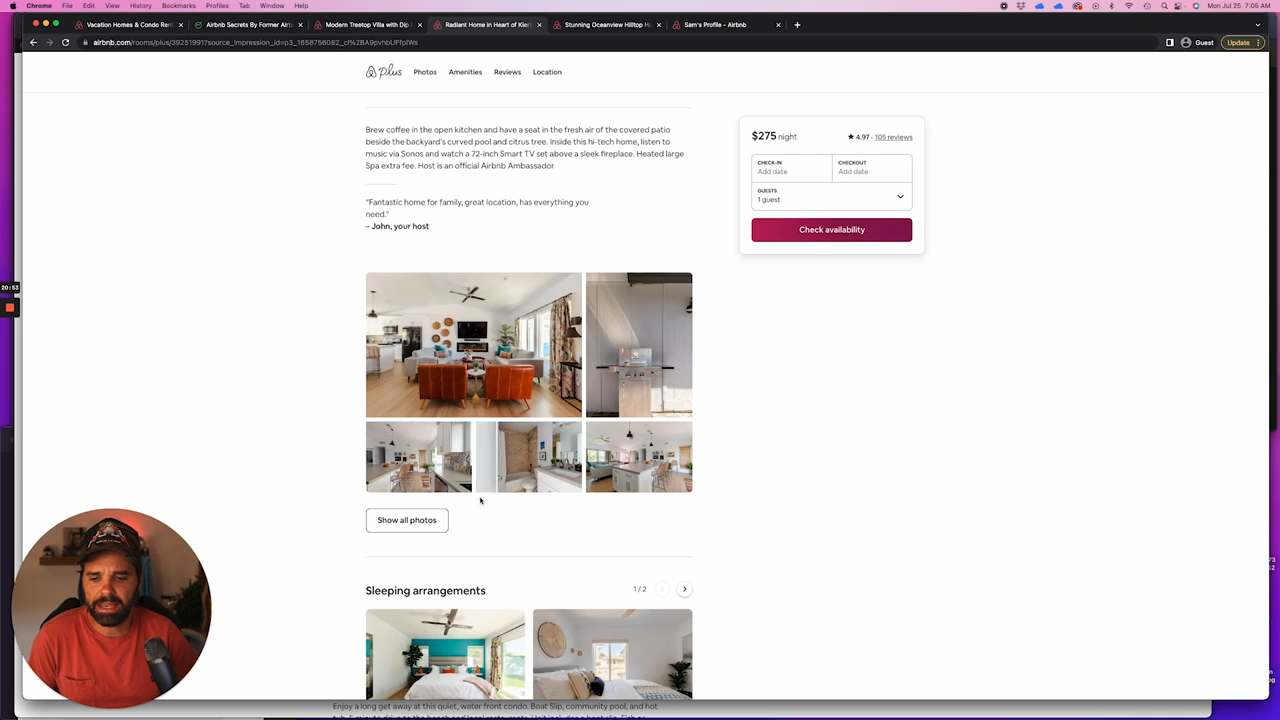 Chrome File Edit View History Bookmarks Profiles Tab Window Help
Mon Jul 25 7:05 AM
Vacation Homes & Condo Ren
Airbnb Secrets By Former Airb
Modern Treetop Villa with Dip
Radiant Home in Heart of Kier
Stunning Oceanview Hilltop H
Sam's Profile - Airbnb
airbnb.com/rooms/plus/39251991?source_impression_id=p3_1658756082_cl%2BA9pvhbUFfpIWs
Guest
Update
plus
Photos Amenities Reviews Location
Brew coffee in the open kitchen and have a seat in the fresh air of the covered patio
beside the backyard's curved pool and citrus tree. Inside this hi-tech home, listen to
music via Sonos and watch a 72-inch Smart TV set above a sleek fireplace. Heated large
Spa extra fee. Host is an official Airbnb Ambassador
"Fantastic home for family, great location, has everything you
need."
– John, your host
$275 night
★ 4.97 · 105 reviews
CHECK-IN
Add date
CHECKOUT
Add date
GUESTS
1 guest
Check availability
20:53
Show all photos
Sleeping arrangements
1 / 2
Enjoy a long get away at this quiet, water front condo. Boat Slip, community pool, and hot